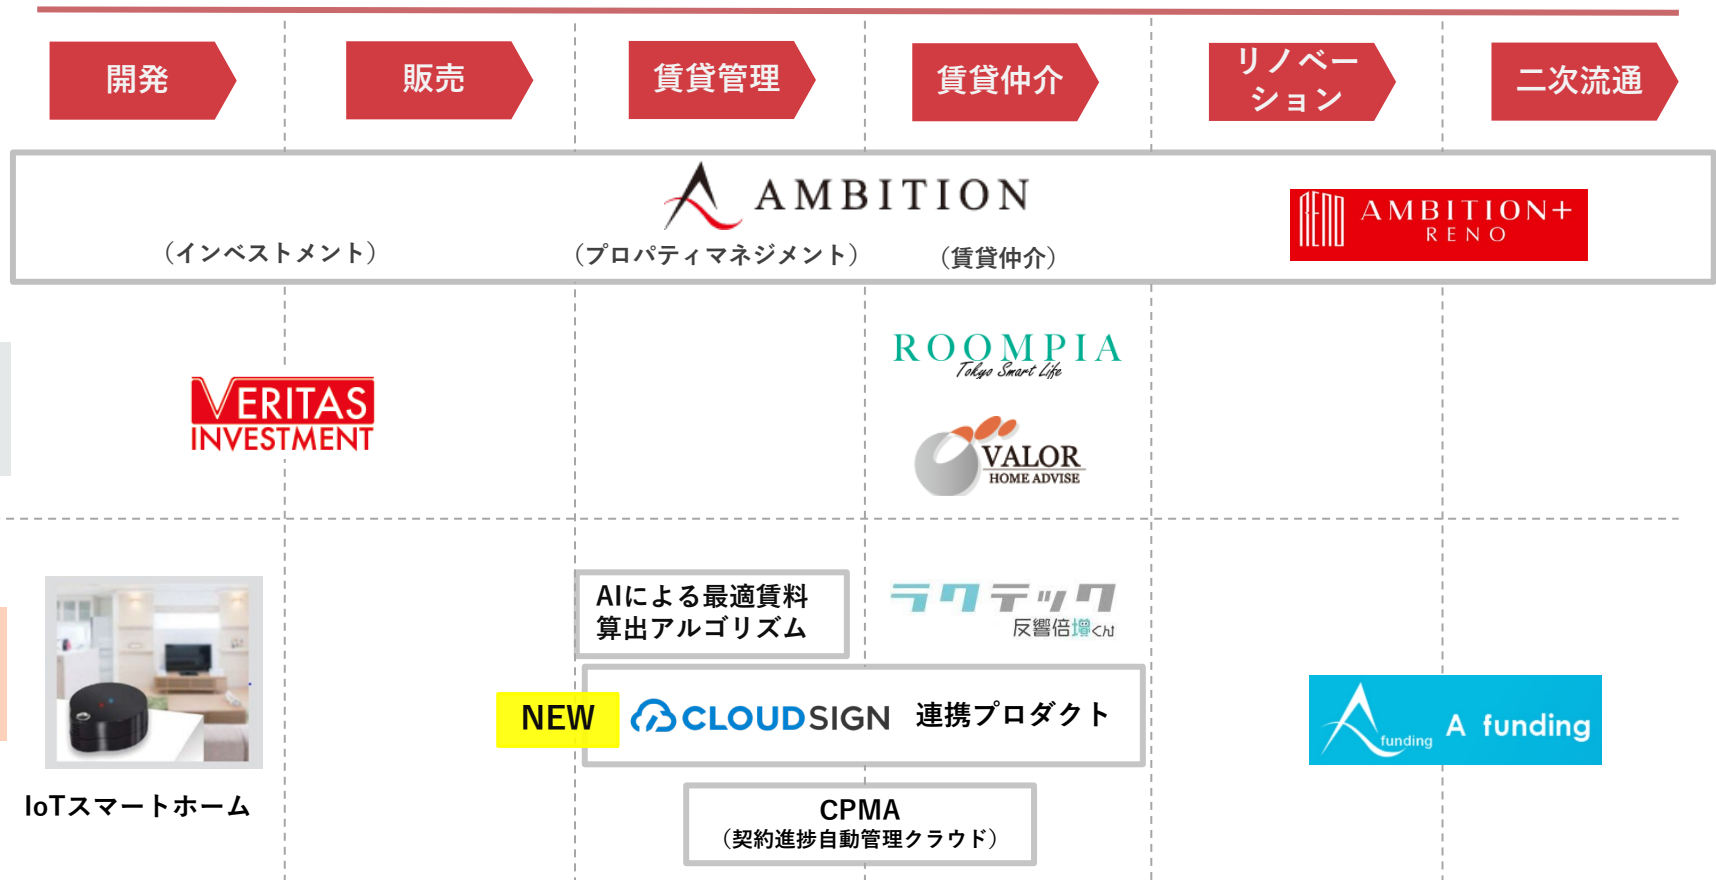 開発
販売
賃貸管理
賃貸仲介
リノベー
ション
二次流通
AMBITION
（インベストメント）
（プロパティマネジメント）
（賃貸仲介）
RENO
AMBITION+
RENO
VERITAS
INVESTMENT
ROOMPIA
Tokyo Smart Life
VALOR
HOME ADVISE
IoTスマートホーム
AIによる最適賃料
算出アルゴリズム
ラクテック
反響倍増くん
NEW
CLOUDSIGN 連携プロダクト
CPMA
（契約進捗自動管理クラウド）
funding
A funding